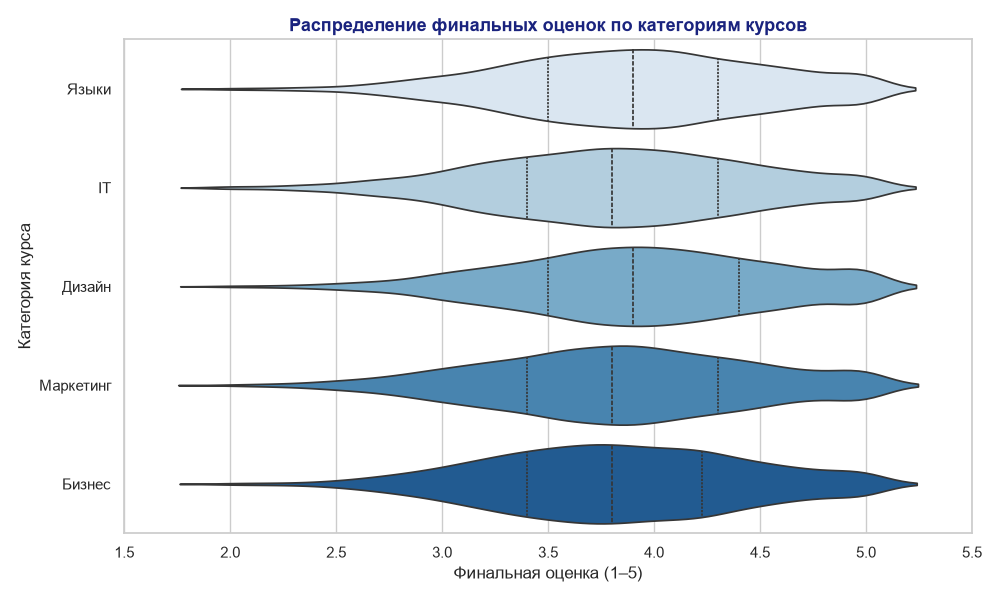 Распределение финальных оценок по категориям курсов
Категория курса
Языки
IT
Дизайн
Маркетинг
Бизнес
1.5 2.0 2.5 3.0 3.5 4.0 4.5 5.0 5.5
Финальная оценка (1–5)